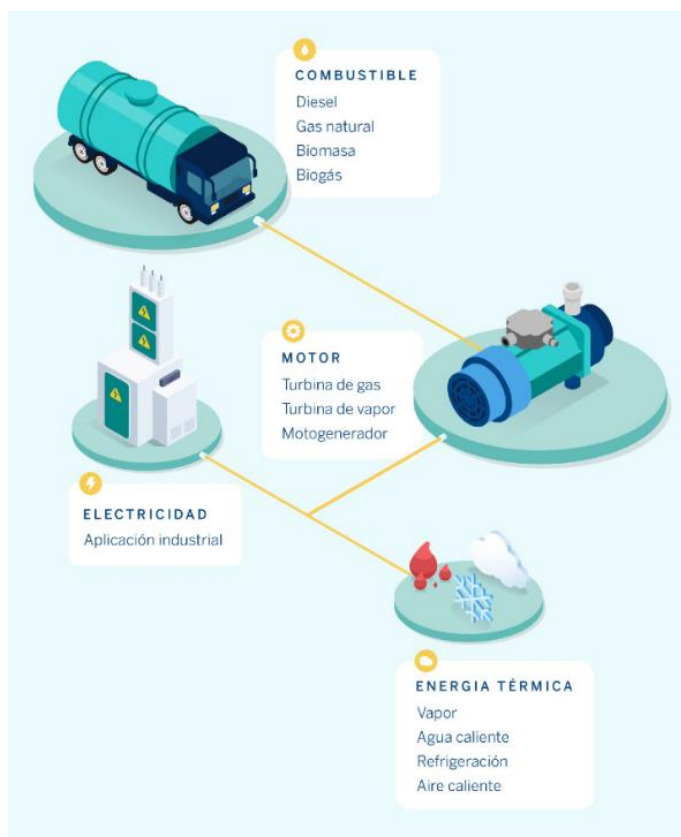 COMBUSTIBLE
Diesel
Gas natural
Biomasa
Biogás
MOTOR
Turbina de gas
Turbina de vapor
Motogenerador
ELECTRICIDAD
Aplicación industrial
ENERGIA TÉRMICA
Vapor
Agua caliente
Refrigeración
Aire caliente